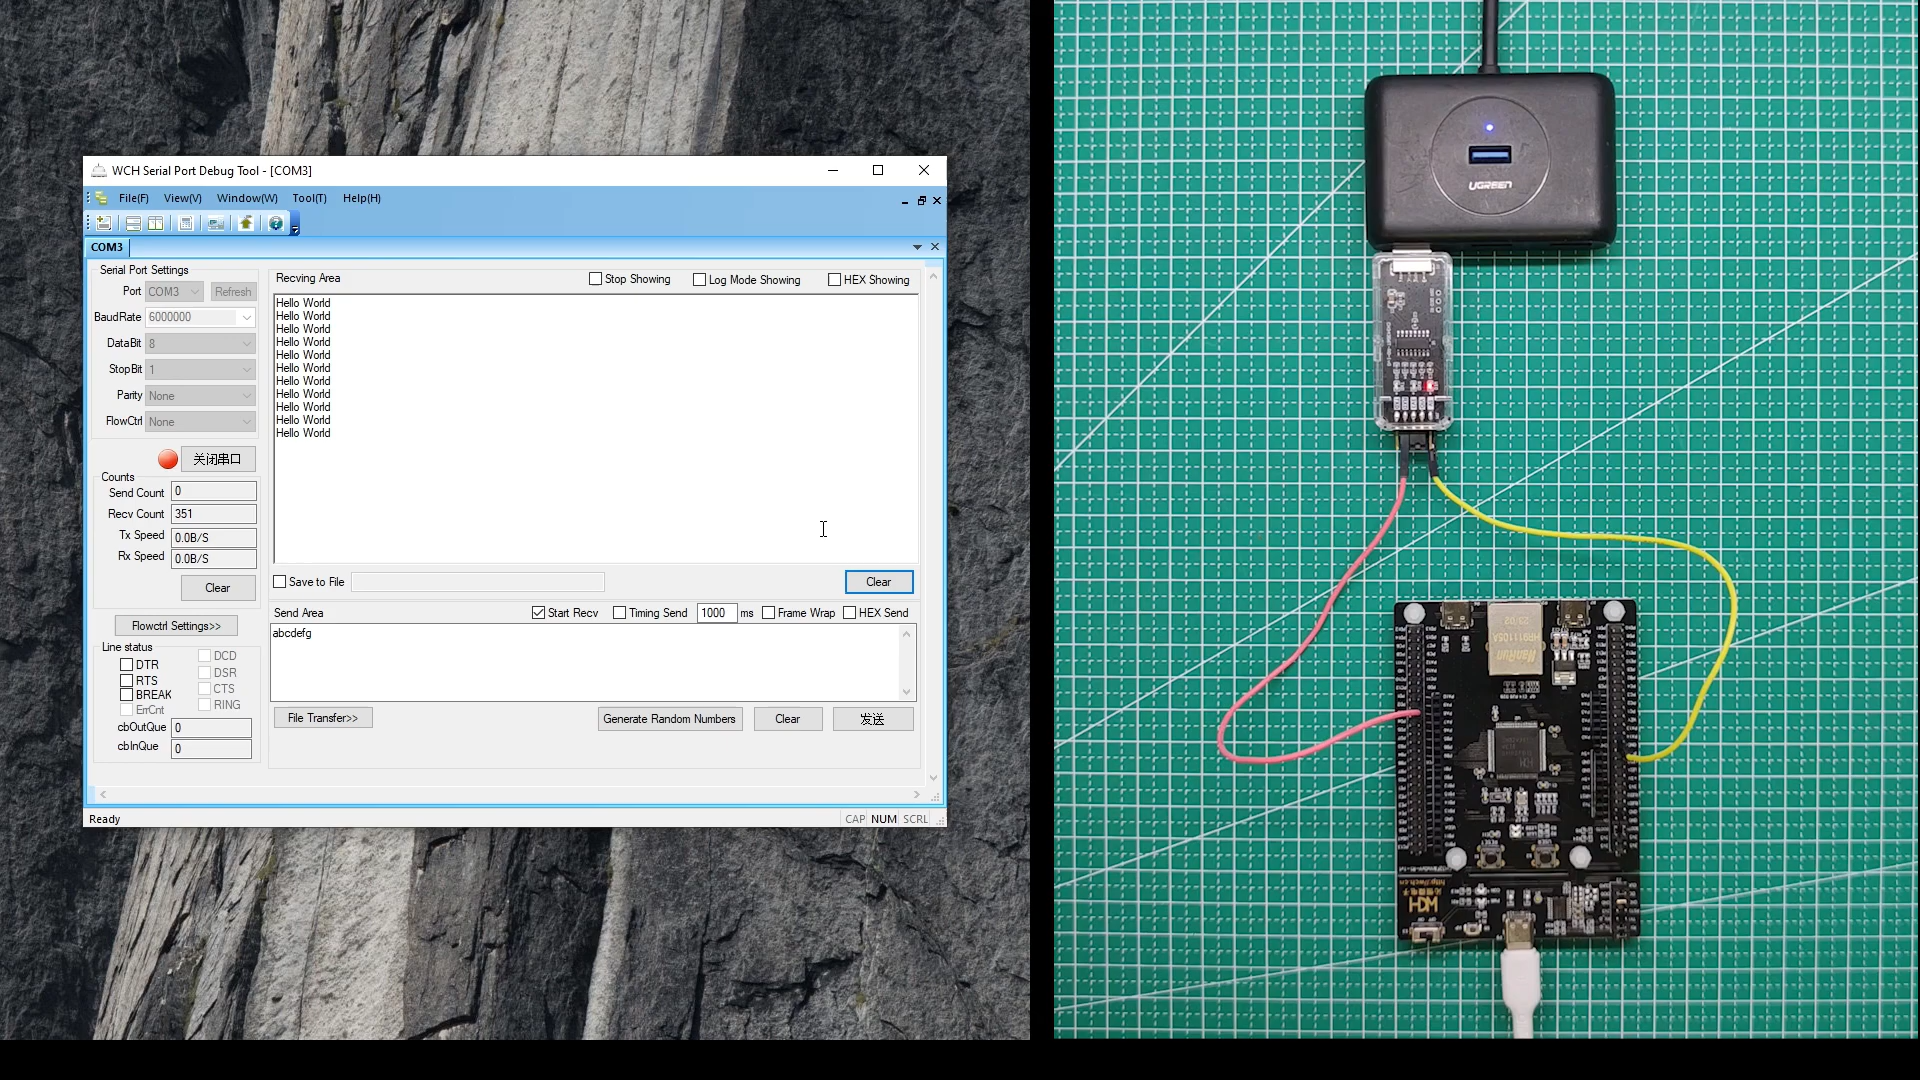 WCH Serial Port Debug Tool - [COM3]
File(F) View(V) Window(W) Tool(T) Help(H)
COM3
Serial Port Settings
Port COM3 Refresh
BaudRate 6000000
DataBit 8
StopBit 1
Parity None
FlowCtrl None
关闭串口
Counts
Send Count 0
Recv Count 351
Tx Speed 0.0B/S
Rx Speed 0.0B/S
Clear
Flowctrl Settings>>
Line status
DTR DCD
RTS DSR
BREAK CTS
ErrCnt RING
cbOutQue 0
cbInQue 0
Recving Area Stop Showing Log Mode Showing HEX Showing
Hello World
Hello World
Hello World
Hello World
Hello World
Hello World
Hello World
Hello World
Hello World
Hello World
Hello World
Save to File Clear
Send Area Start Recv Timing Send 1000 ms Frame Wrap HEX Send
abcdefg
File Transfer>> Generate Random Numbers Clear 发送
Ready CAP NUM SCRL
UGREEN
HanRun
HR911105A
WCH
http://wch.cn